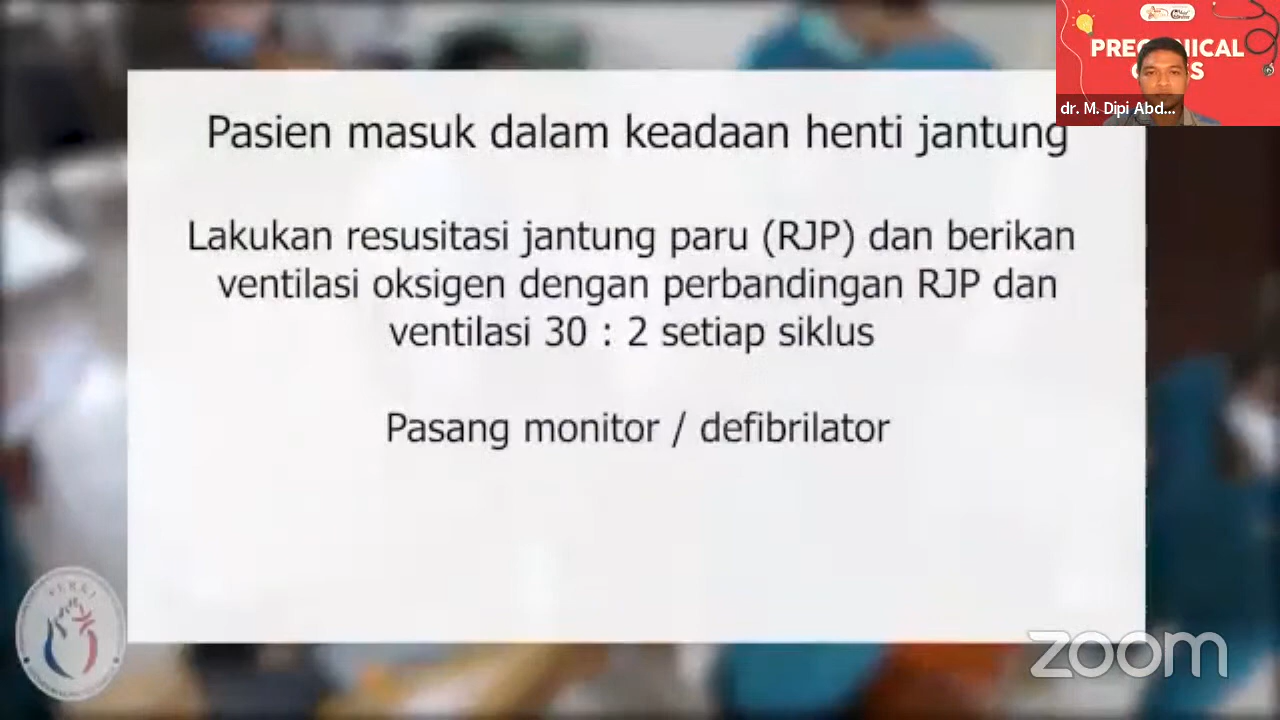 Pasien masuk dalam keadaan henti jantung
Lakukan resusitasi jantung paru (RJP) dan berikan
ventilasi oksigen dengan perbandingan RJP dan
ventilasi 30 : 2 setiap siklus
Pasang monitor / defibrilator
dr. M. Dipi Abd...
zoom